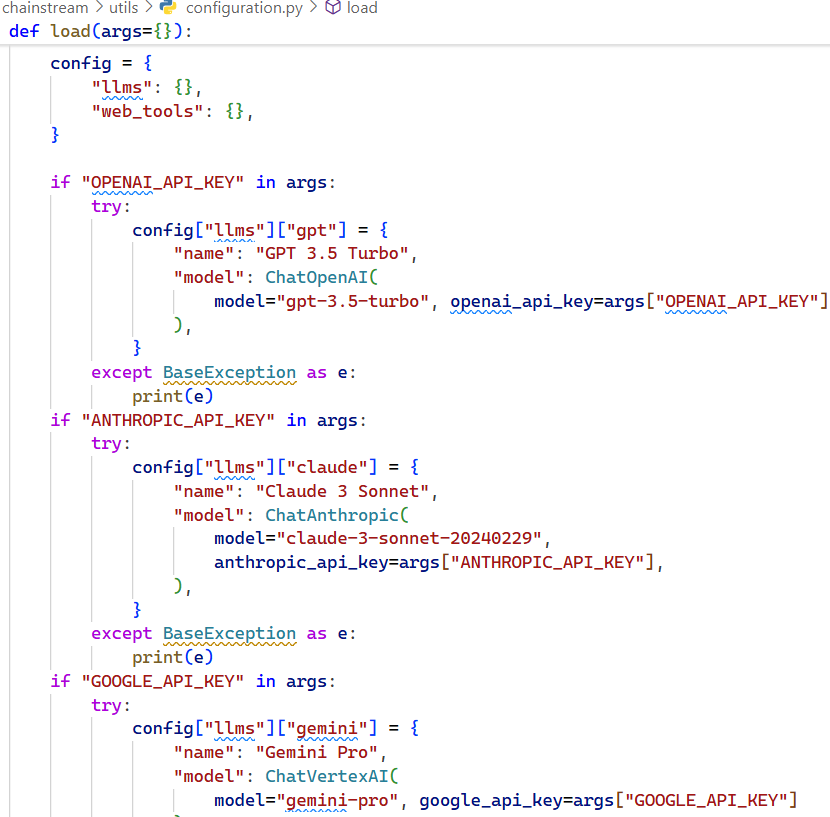 chainstream > utils > configuration.py > load
def load(args={}):
    config = {
        "llms": {},
        "web_tools": {},
    }

    if "OPENAI_API_KEY" in args:
        try:
            config["llms"]["gpt"] = {
                "name": "GPT 3.5 Turbo",
                "model": ChatOpenAI(
                    model="gpt-3.5-turbo", openai_api_key=args["OPENAI_API_KEY"]
                ),
            }
        except BaseException as e:
            print(e)
    if "ANTHROPIC_API_KEY" in args:
        try:
            config["llms"]["claude"] = {
                "name": "Claude 3 Sonnet",
                "model": ChatAnthropic(
                    model="claude-3-sonnet-20240229",
                    anthropic_api_key=args["ANTHROPIC_API_KEY"],
                ),
            }
        except BaseException as e:
            print(e)
    if "GOOGLE_API_KEY" in args:
        try:
            config["llms"]["gemini"] = {
                "name": "Gemini Pro",
                "model": ChatVertexAI(
                    model="gemini-pro", google_api_key=args["GOOGLE_API_KEY"]